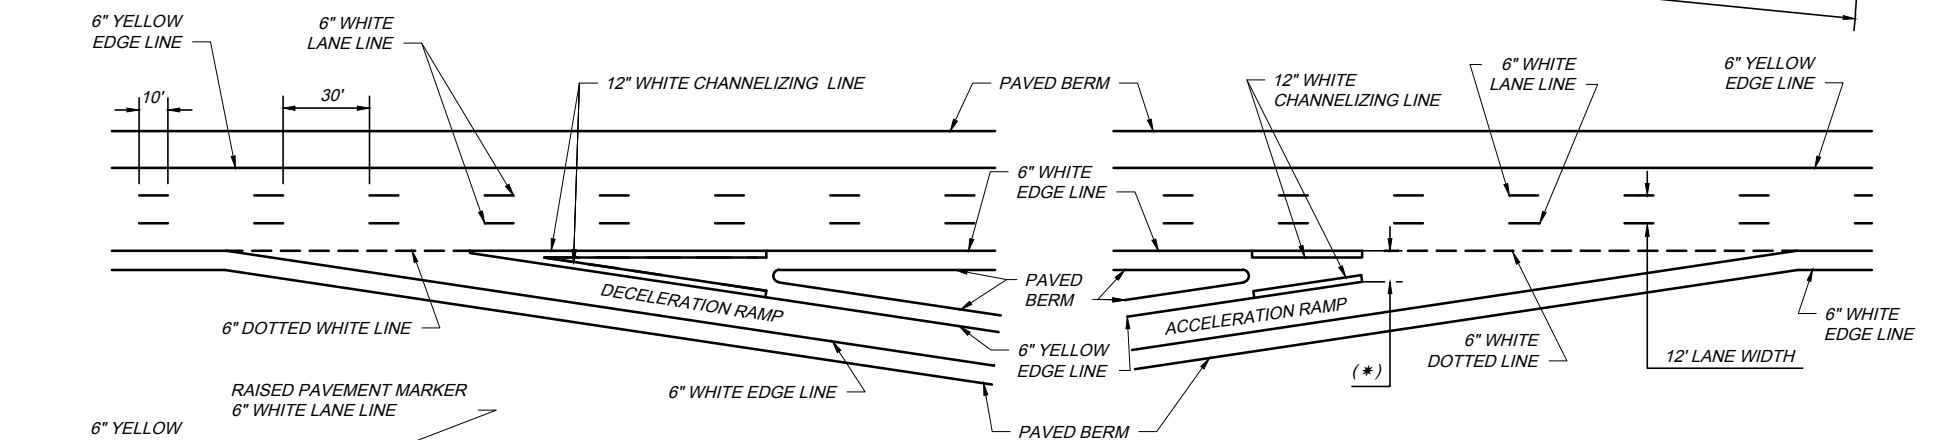 6" YELLOW
EDGE LINE
6" WHITE
LANE LINE
12" WHITE CHANNELIZING LINE
PAVED BERM
12" WHITE
CHANNELIZING LINE
6" WHITE
LANE LINE
6" YELLOW
EDGE LINE
10'
30'
6" WHITE
EDGE LINE
PAVED
BERM
DECELERATION RAMP
ACCELERATION RAMP
6" DOTTED WHITE LINE
6" WHITE
EDGE LINE
6" YELLOW
EDGE LINE
6" WHITE
DOTTED LINE
12' LANE WIDTH
(*)
RAISED PAVEMENT MARKER
6" WHITE LANE LINE
6" WHITE EDGE LINE
6" YELLOW
PAVED BERM